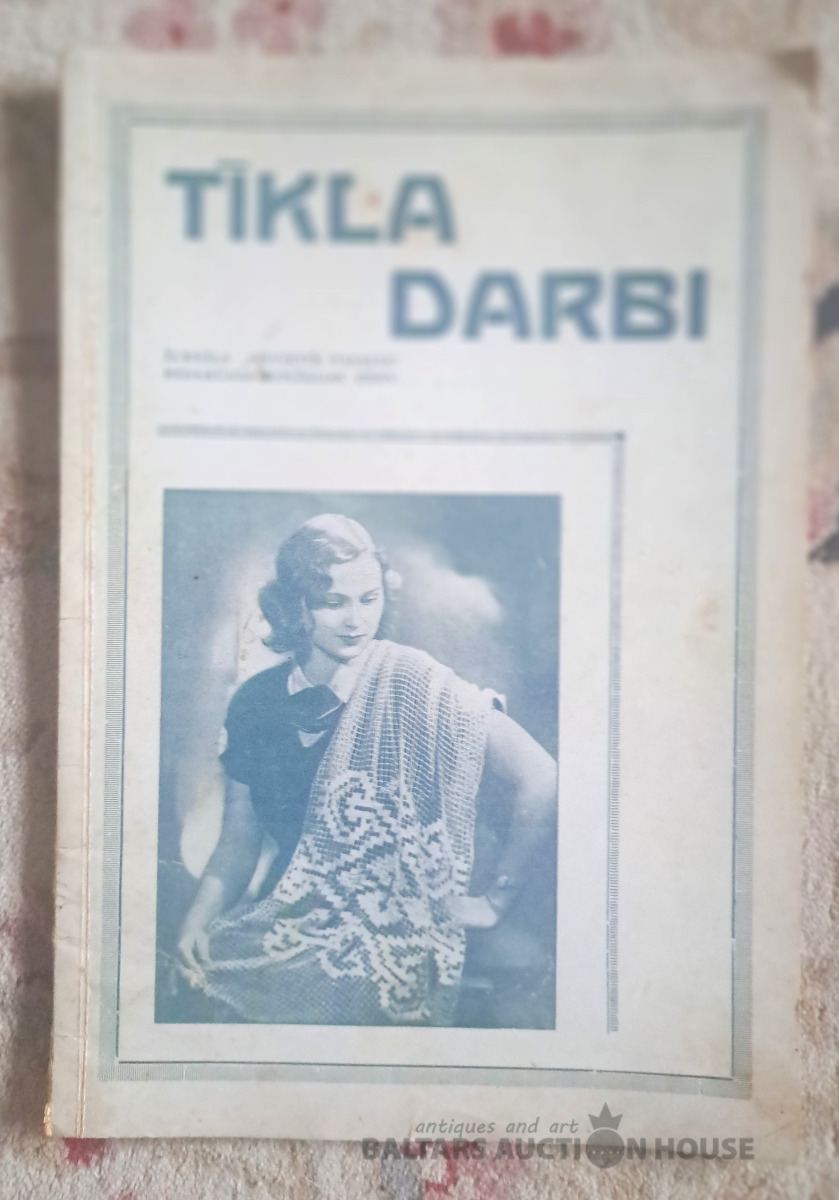 TĪKLA
DARBI
antiques and art
BALTARS AUCTION HOUSE